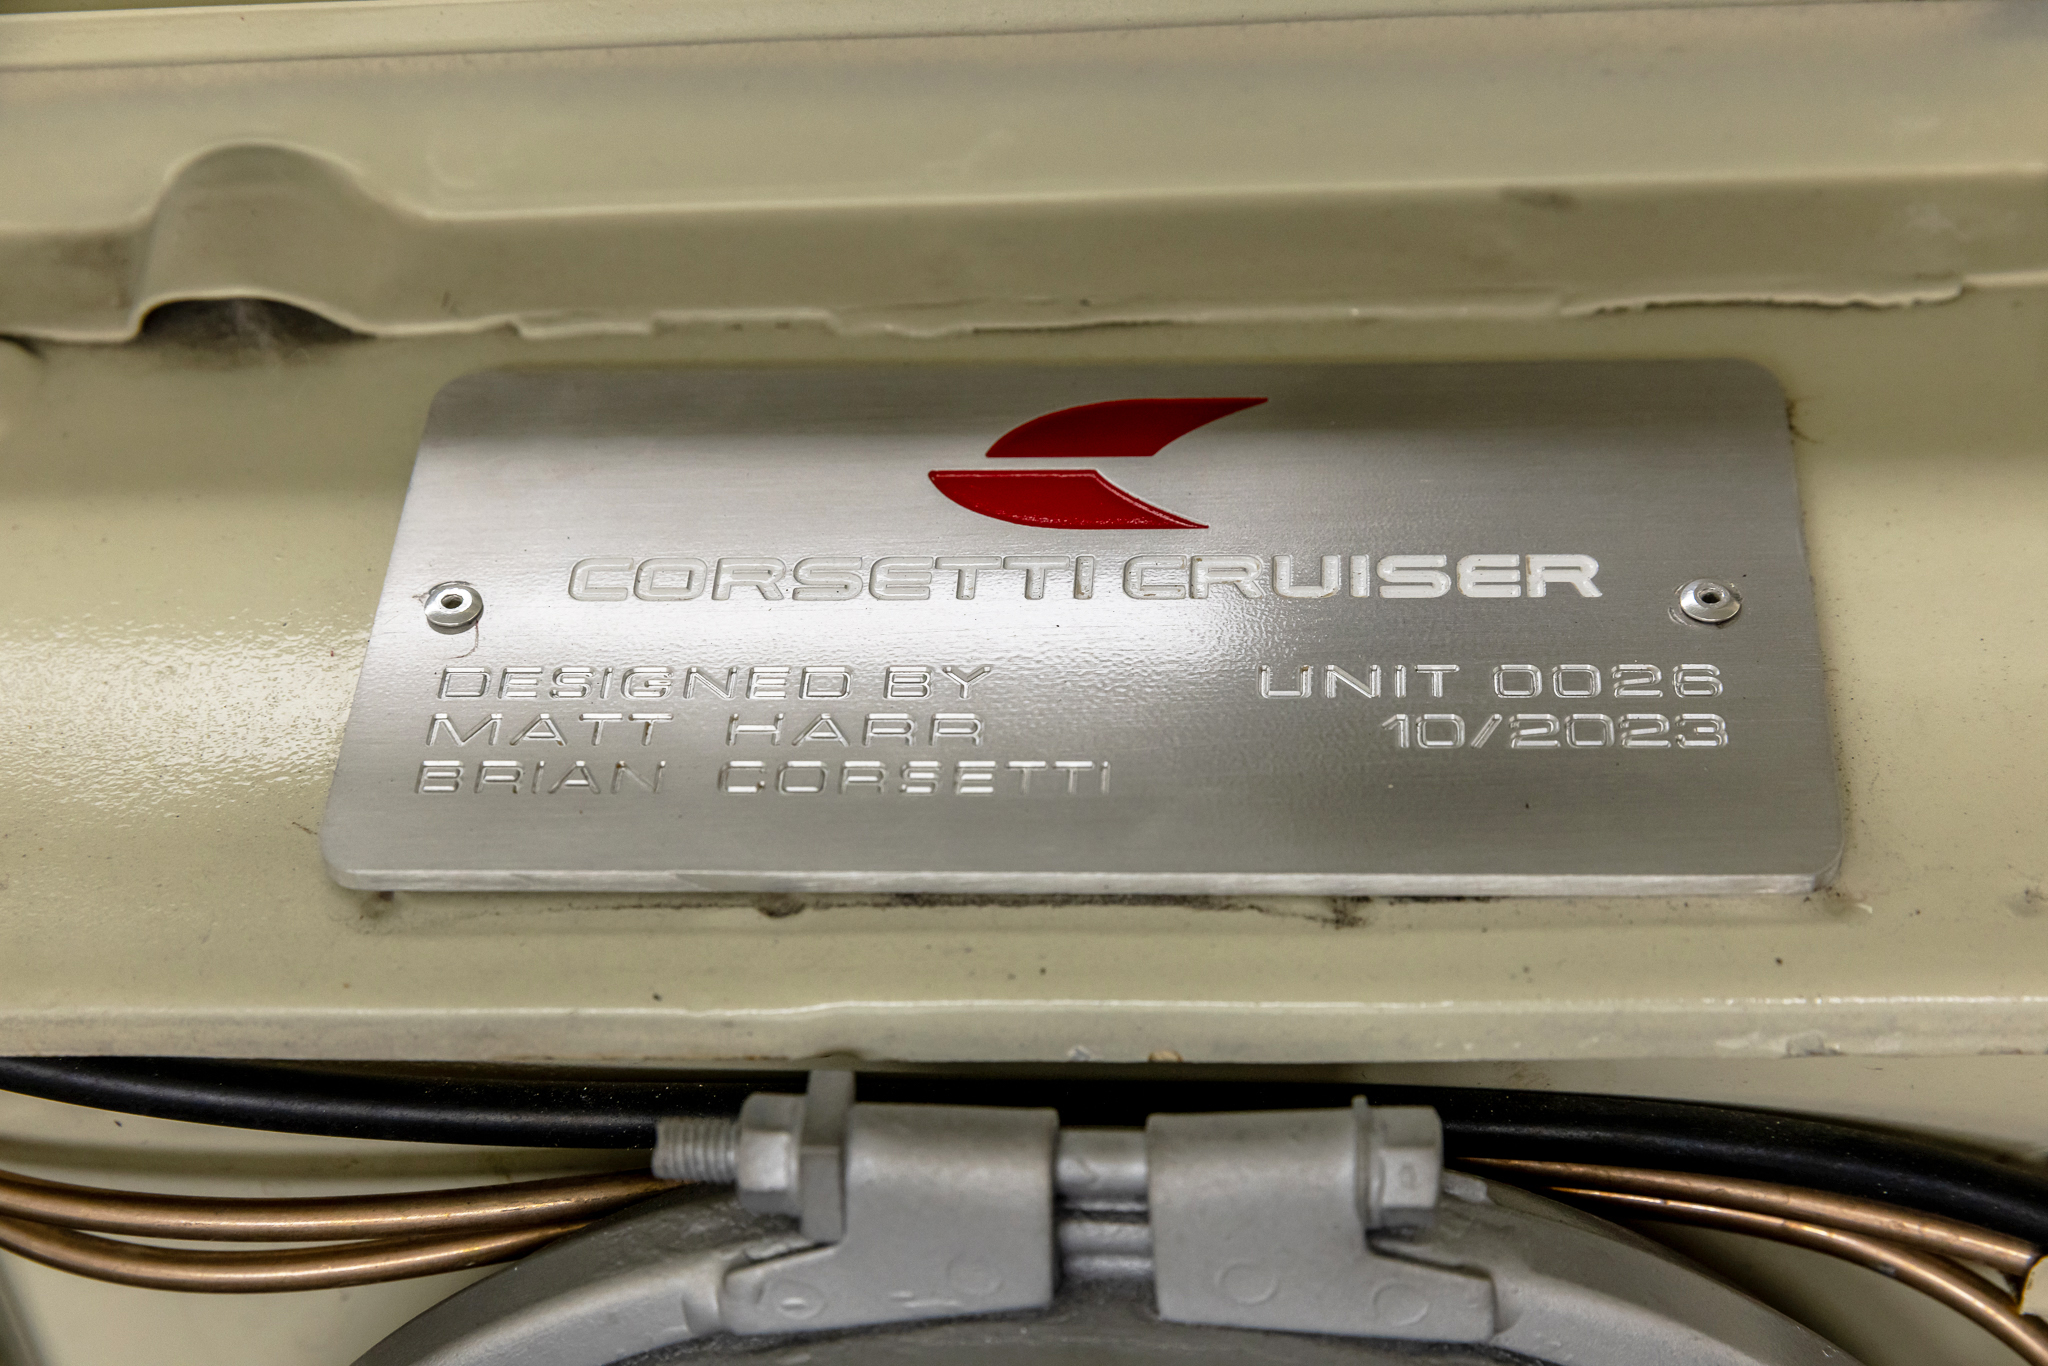 CORSETTI CRUISER
DESIGNED BY
MATT HARR
BRIAN CORSETTI
UNIT 0026
10/2023